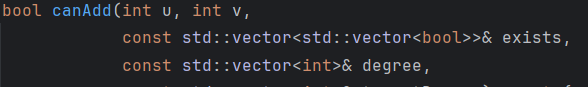 bool canAdd(int u, int v,
const std::vector<std::vector<bool>>& exists,
const std::vector<int>& degree,